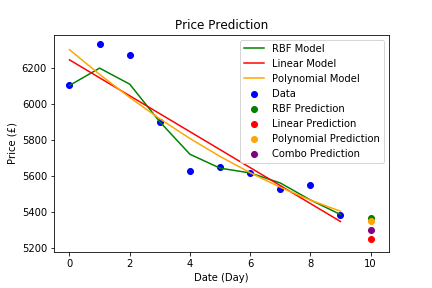 Price Prediction
RBF Model
Linear Model
Polynomial Model
Data
RBF Prediction
Linear Prediction
Polynomial Prediction
Combo Prediction
Price (£)
6200
6000
5800
5600
5400
5200
0 2 4 6 8 10
Date (Day)